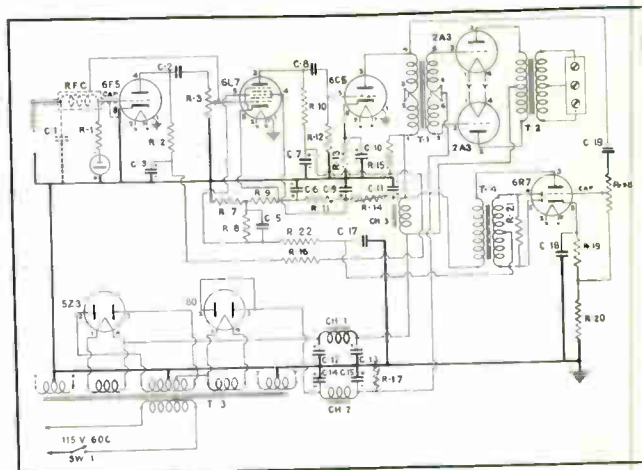 RFC
6F5
CAP
C-2
R-3
6L7
C-8
6C6
2A3
2A3
T-1
T-2
C-1
R-1
R-2
C-3
R-10
R-12
C-7
R-13
C-10
R-15
C-6
C-9
R-11
C-11
R-14
CH 3
R 7
R 9
R 8
C-5
R-22
C-17
R-16
T-4
R-21
6R7
CAP
C-19
R-18
C-18
R-19
R-20
5Z3
80
CH 1
C-12
C-13
C-14
C-15
R-17
CH 2
T 3
115 V 60C
SW 1